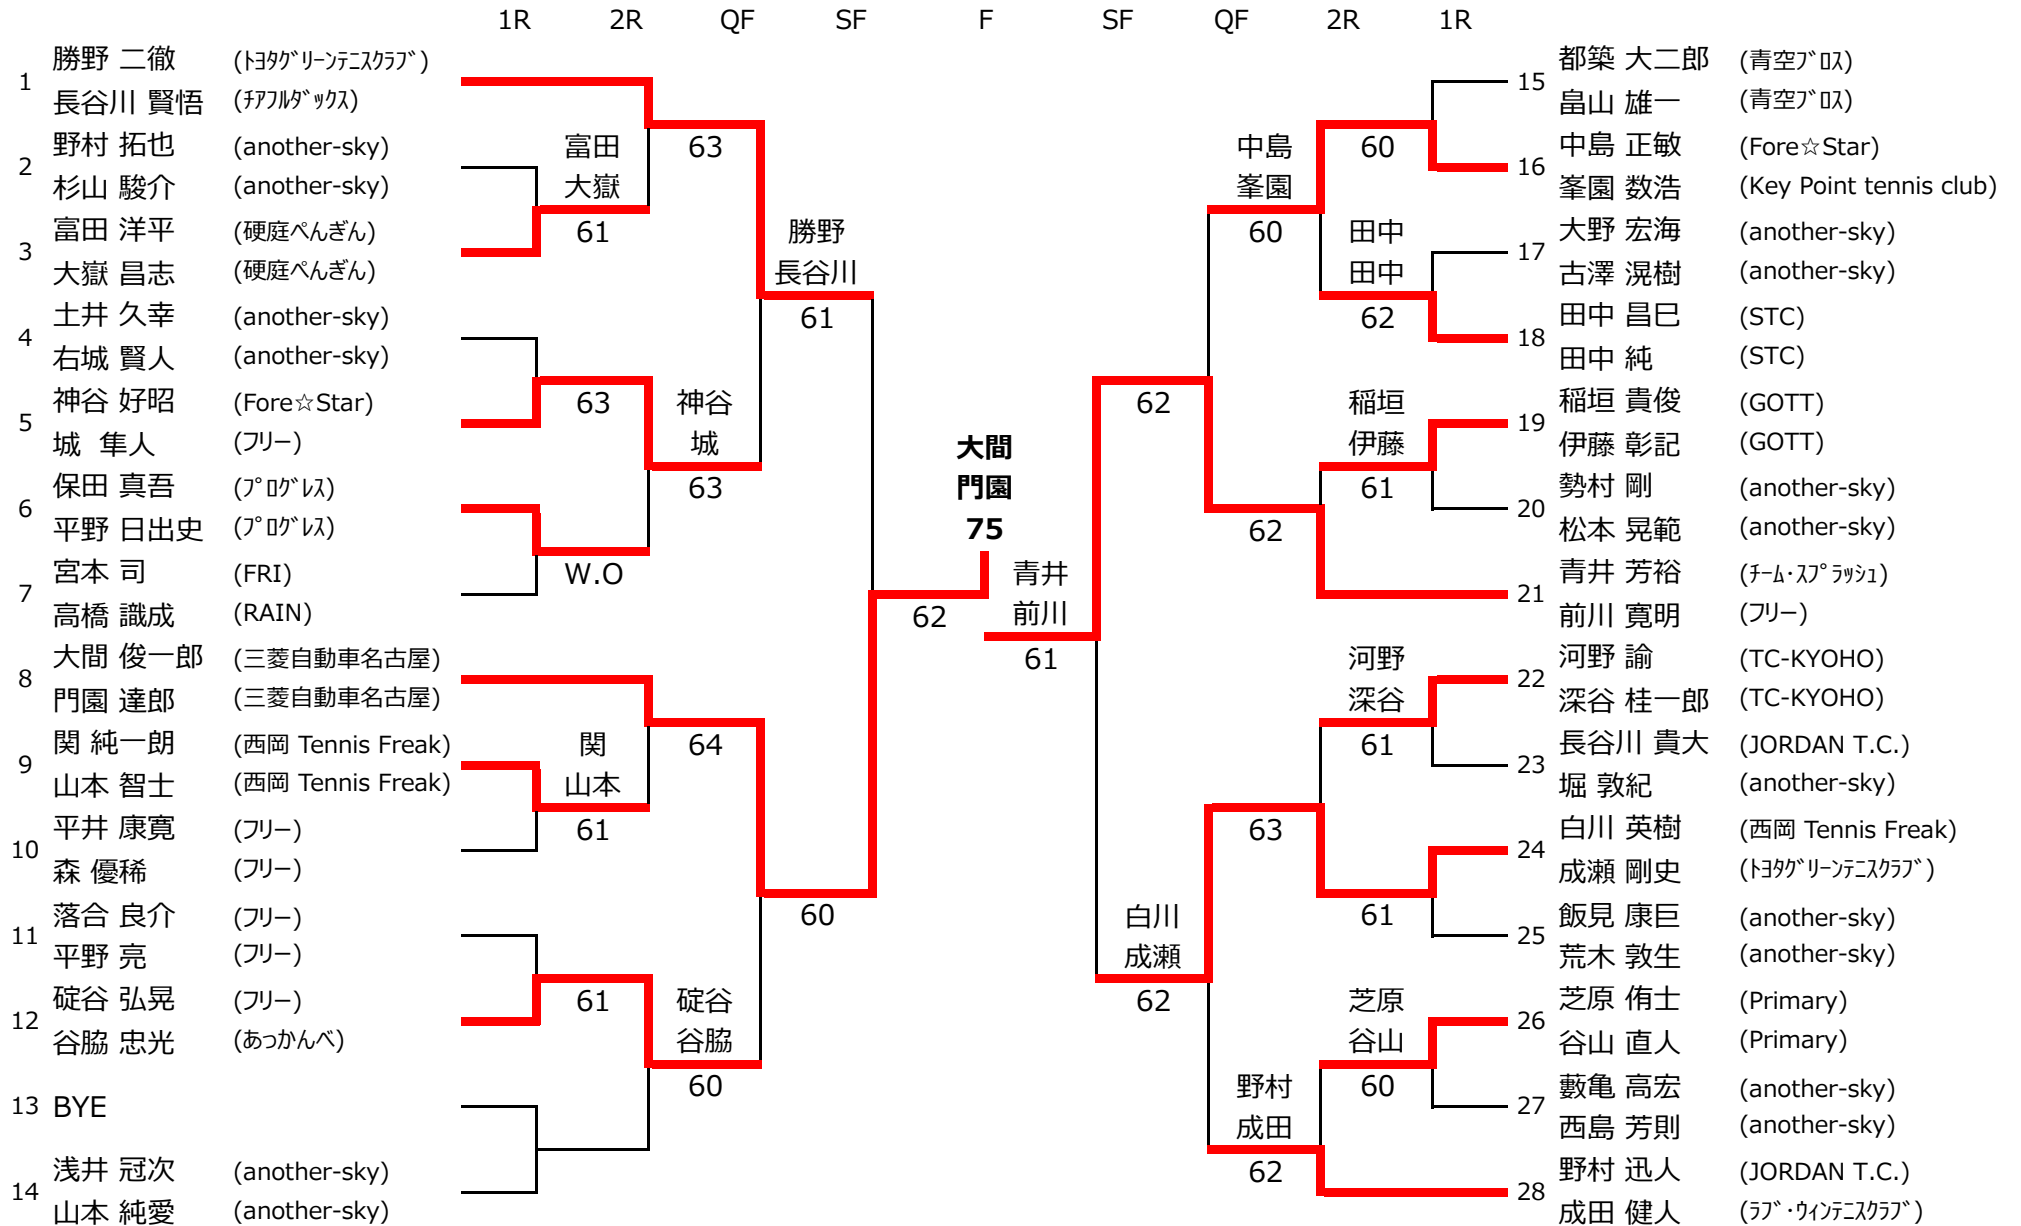 1R 2R QF SF F SF QF 2R 1R
1 勝野 二徹 (ﾄﾖﾀｸﾞﾘｰﾝﾃﾆｽｸﾗﾌﾞ)
長谷川 賢悟 (ﾁｱﾌﾙﾀﾞｯｸｽ)
2 野村 拓也 (another-sky)
杉山 駿介 (another-sky)
3 富田 洋平 (硬庭ぺんぎん)
大嶽 昌志 (硬庭ぺんぎん)
4 土井 久幸 (another-sky)
右城 賢人 (another-sky)
5 神谷 好昭 (Fore☆Star)
城 隼人 (フリー)
6 保田 真吾 (ﾌﾟﾛｸﾞﾚｽ)
平野 日出史 (ﾌﾟﾛｸﾞﾚｽ)
7 宮本 司 (FRI)
高橋 識成 (RAIN)
8 大間 俊一郎 (三菱自動車名古屋)
門園 達郎 (三菱自動車名古屋)
9 関 純一朗 (西岡 Tennis Freak)
山本 智士 (西岡 Tennis Freak)
10 平井 康寛 (フリー)
森 優稀 (フリー)
11 落合 良介 (フリー)
平野 亮 (フリー)
12 碇谷 弘晃 (フリー)
谷脇 忠光 (あっかんべ)
13 BYE
14 浅井 冠次 (another-sky)
山本 純愛 (another-sky)
富田
大嶽
61
63
W.O
関
山本
61
61
63
神谷
城
63
64
碇谷
谷脇
60
勝野
長谷川
61
60
62
大間
門園
75
青井
前川
61
62
白川
成瀬
62
中島
峯園
60
62
63
野村
成田
62
60
田中
田中
62
稲垣
伊藤
61
河野
深谷
61
61
芝原
谷山
60
15 都築 大二郎 (青空ﾌﾞﾛｽ)
畠山 雄一 (青空ﾌﾞﾛｽ)
16 中島 正敏 (Fore☆Star)
峯園 数浩 (Key Point tennis club)
17 大野 宏海 (another-sky)
古澤 滉樹 (another-sky)
18 田中 昌巳 (STC)
田中 純 (STC)
19 稲垣 貴俊 (GOTT)
伊藤 彰記 (GOTT)
20 勢村 剛 (another-sky)
松本 晃範 (another-sky)
21 青井 芳裕 (ﾁｰﾑ･ｽﾌﾟﾗｯｼｭ)
前川 寛明 (フリー)
22 河野 諭 (TC-KYOHO)
深谷 桂一郎 (TC-KYOHO)
23 長谷川 貴大 (JORDAN T.C.)
堀 敦紀 (another-sky)
24 白川 英樹 (西岡 Tennis Freak)
成瀬 剛史 (ﾄﾖﾀｸﾞﾘｰﾝﾃﾆｽｸﾗﾌﾞ)
25 飯見 康巨 (another-sky)
荒木 敦生 (another-sky)
26 芝原 侑士 (Primary)
谷山 直人 (Primary)
27 藪亀 高宏 (another-sky)
西島 芳則 (another-sky)
28 野村 迅人 (JORDAN T.C.)
成田 健人 (ﾗﾌﾞ･ｳｨﾝﾃﾆｽｸﾗﾌﾞ)